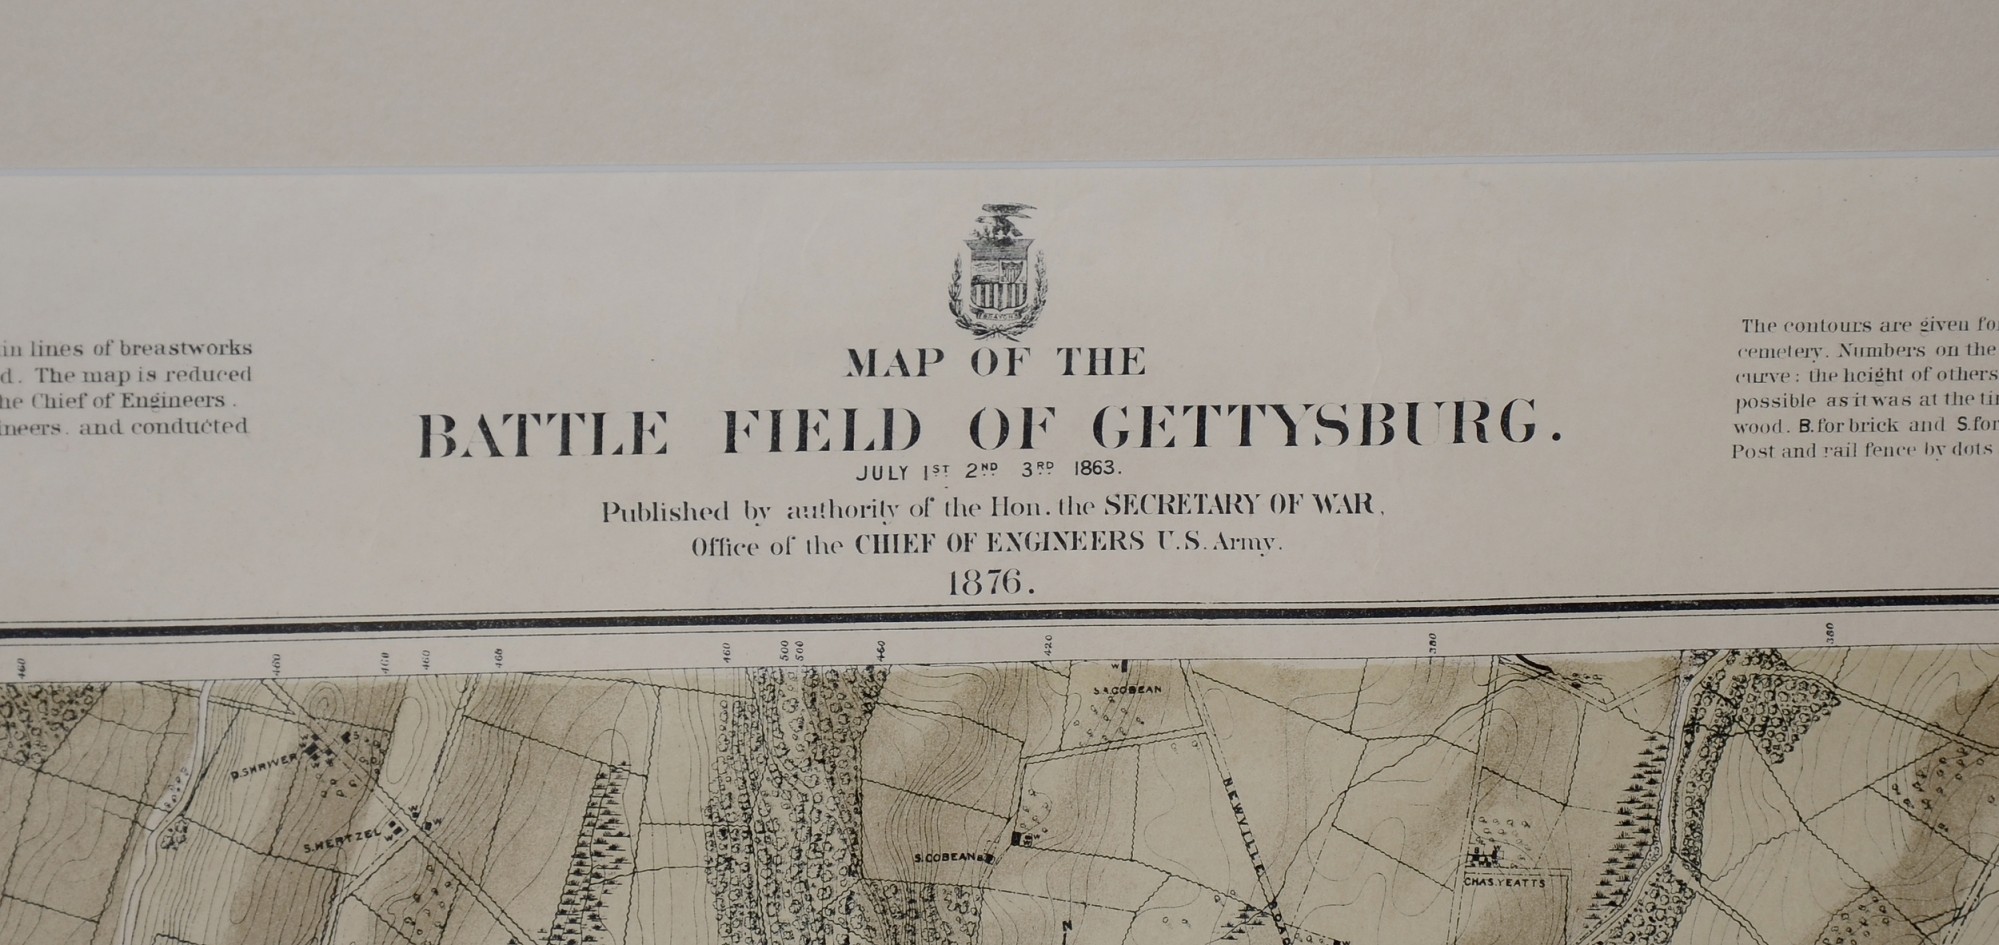 MAP OF THE
BATTLE FIELD OF GETTYSBURG.
JULY 1ST 2ND 3RD 1863.
Published by authority of the Hon. the SECRETARY OF WAR,
Office of the CHIEF OF ENGINEERS U.S. Army.
1876.
in lines of breastworks
d. The map is reduced
he Chief of Engineers.
ineers. and conducted
The contours are given fo
cemetery. Numbers on the
curve: the height of others
possible as it was at the ti
wood. B. for brick and S. for
Post and rail fence by dots
460 460 460 460 468 460 500 500 460 420 380 380
S.A. COBEAN
W
D. SHRIVER
S
S. HERTZEL
W
W
S. COBEAN
W
NEWVILLE ROAD
CHAS. YEATTS
N
W